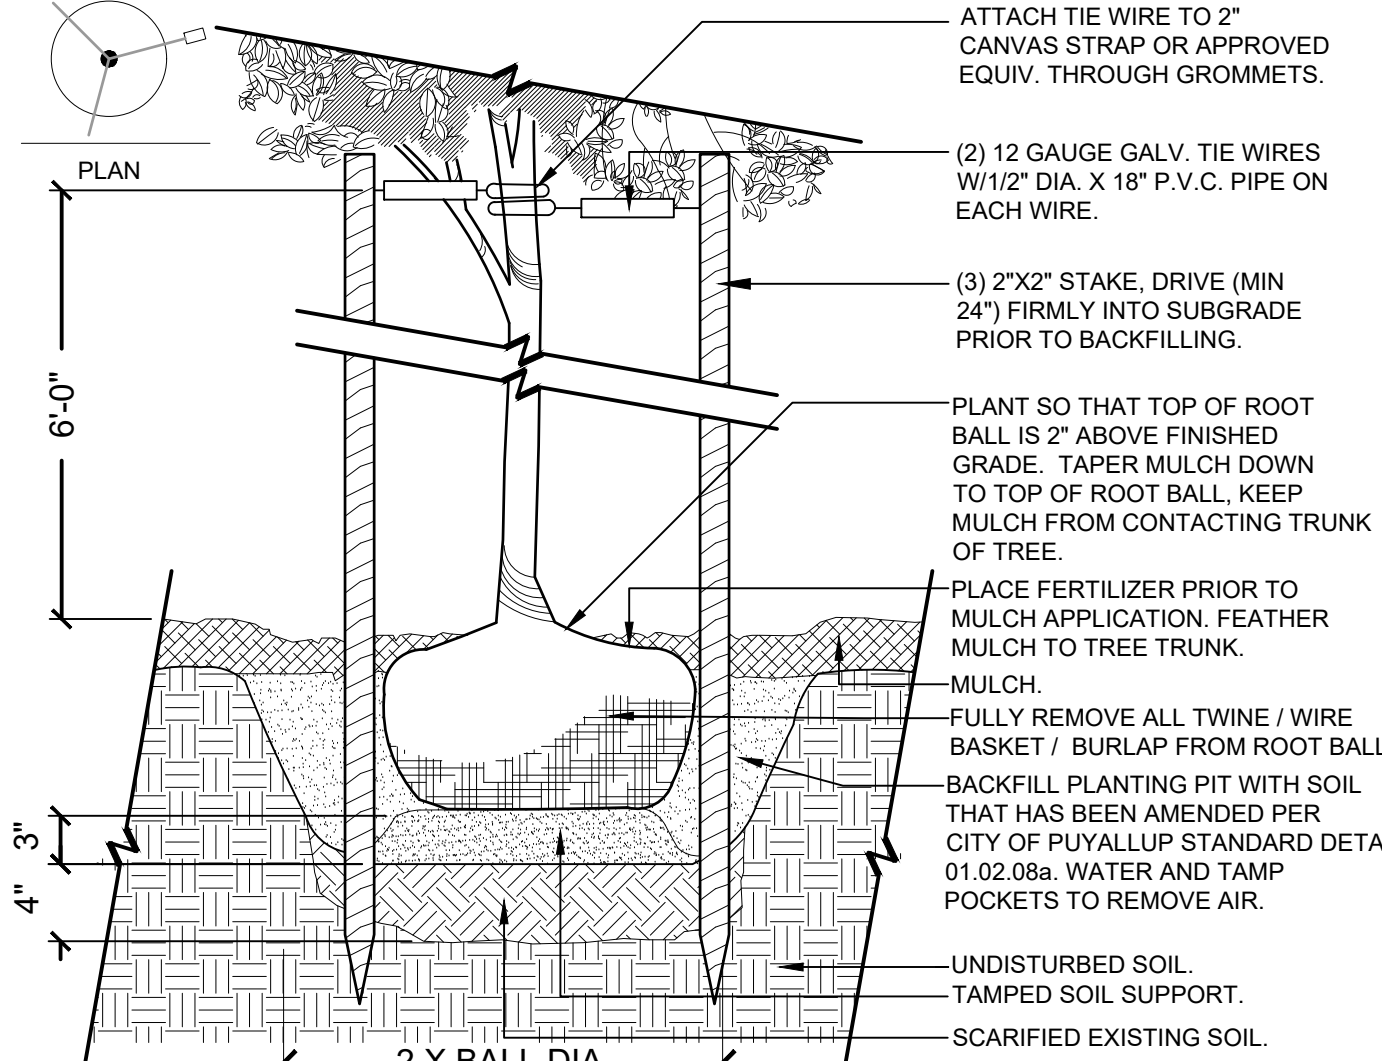 PLAN
6'-0"
3"
4"
2 X BALL DIA
ATTACH TIE WIRE TO 2"
CANVAS STRAP OR APPROVED
EQUIV. THROUGH GROMMETS.
(2) 12 GAUGE GALV. TIE WIRES
W/1/2" DIA. X 18" P.V.C. PIPE ON
EACH WIRE.
(3) 2"X2" STAKE, DRIVE (MIN
24") FIRMLY INTO SUBGRADE
PRIOR TO BACKFILLING.
PLANT SO THAT TOP OF ROOT
BALL IS 2" ABOVE FINISHED
GRADE. TAPER MULCH DOWN
TO TOP OF ROOT BALL, KEEP
MULCH FROM CONTACTING TRUNK
OF TREE.
PLACE FERTILIZER PRIOR TO
MULCH APPLICATION. FEATHER
MULCH TO TREE TRUNK.
MULCH.
FULLY REMOVE ALL TWINE / WIRE
BASKET / BURLAP FROM ROOT BALL
BACKFILL PLANTING PIT WITH SOIL
THAT HAS BEEN AMENDED PER
CITY OF PUYALLUP STANDARD DETA
01.02.08a. WATER AND TAMP
POCKETS TO REMOVE AIR.
UNDISTURBED SOIL.
TAMPED SOIL SUPPORT.
SCARIFIED EXISTING SOIL.